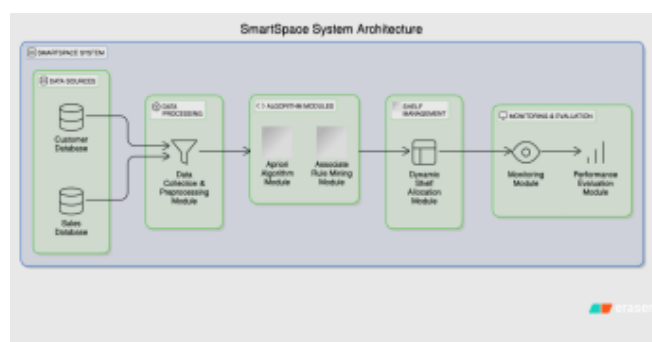 SmartSpace System Architecture
SMARTSPACE SYSTEM
DATA SOURCES
Customer
Database
Sales
Database
DATA
PROCESSING
Data
Collection &
Preprocessing
Module
<> ALGORITHM MODULES
Apriori
Algorithm
Module
Associate
Rule Mining
Module
SHELF
MANAGEMENT
Dynamic
Shelf
Allocation
Module
MONITORING & EVALUATION
Monitoring
Module
Performance
Evaluation
Module
eraser